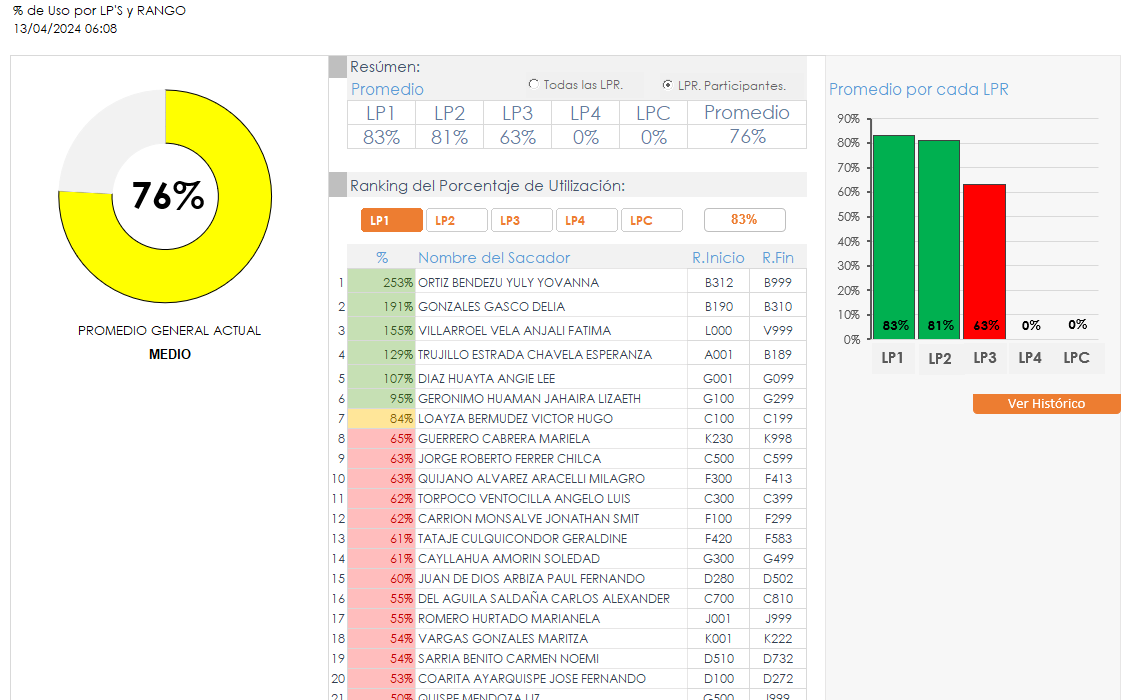 % de Uso por LP'S y RANGO
13/04/2024 06:08
76%
PROMEDIO GENERAL ACTUAL
MEDIO
Resúmen:
Promedio
Todas las LPR.
LPR. Participantes.
LP1 LP2 LP3 LP4 LPC Promedio
83% 81% 63% 0% 0% 76%
Ranking del Porcentaje de Utilización:
LP1 LP2 LP3 LP4 LPC 83%
% Nombre del Sacador R.Inicio R.Fin
1 253% ORTIZ BENDEZU YULY YOVANNA B312 B999
2 191% GONZALES GASCO DELIA B190 B310
3 155% VILLARROEL VELA ANJALI FATIMA L000 V999
4 129% TRUJILLO ESTRADA CHAVELA ESPERANZA A001 B189
5 107% DIAZ HUAYTA ANGIE LEE G001 G099
6 95% GERONIMO HUAMAN JAHAIRA LIZAETH G100 G299
7 84% LOAYZA BERMUDEZ VICTOR HUGO C100 C199
8 65% GUERRERO CABRERA MARIELA K230 K998
9 63% JORGE ROBERTO FERRER CHILCA C500 C599
10 63% QUIJANO ALVAREZ ARACELLI MILAGRO F300 F413
11 62% TORPOCO VENTOCILLA ANGELO LUIS C300 C399
12 62% CARRION MONSALVE JONATHAN SMIT F100 F299
13 61% TATAJE CULQUICONDOR GERALDINE F420 F583
14 61% CAYLLAHUA AMORIN SOLEDAD G300 G499
15 60% JUAN DE DIOS ARBIZA PAUL FERNANDO D280 D502
16 55% DEL AGUILA SALDAÑA CARLOS ALEXANDER C700 C810
17 55% ROMERO HURTADO MARIANELA J001 J999
18 54% VARGAS GONZALES MARITZA K001 K222
19 54% SARRIA BENITO CARMEN NOEMI D510 D732
20 53% COARITA AYARQUISPE JOSE FERNANDO D100 D272
21 50% QUISPE MENDOZA LIZ G500 J999
Promedio por cada LPR
90%
80%
70%
60%
50%
40%
30%
20%
10%
0%
83% 81% 63% 0% 0%
LP1 LP2 LP3 LP4 LPC
Ver Histórico